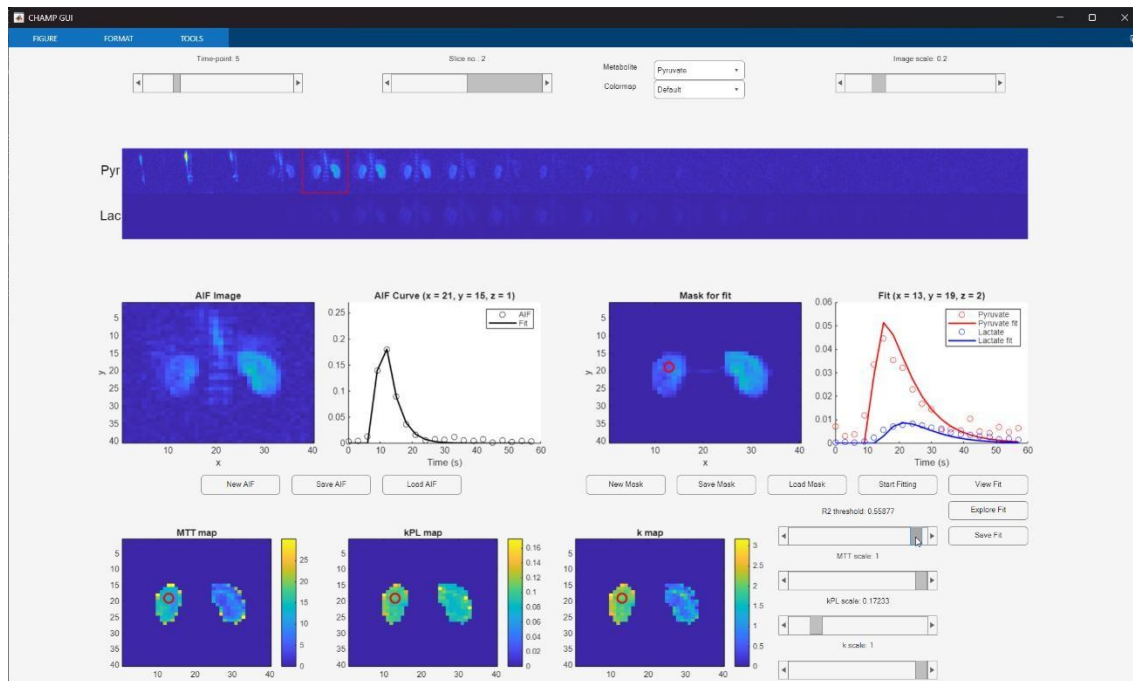 CHAMP GUI
FIGURE FORMAT TOOLS
Time-point: 5
Slice no.: 2
Metabolite Pyruvate
Colormap Default
Image scale: 0.2
Pyr
Lac
AIF Image
5
10
15
20
25
30
35
40
y
10 20 30 40
x
AIF Curve (x = 21, y = 15, z = 1)
0.25
0.2
0.15
0.1
0.05
0
0 10 20 30 40 50 60
Time (s)
AIF
Fit
Mask for fit
5
10
15
20
25
30
35
40
y
10 20 30 40
x
Fit (x = 13, y = 19, z = 2)
0.06
0.05
0.04
0.03
0.02
0.01
0
0 10 20 30 40 50 60
Time (s)
Pyruvate
Pyruvate fit
Lactate
Lactate fit
New AIF Save AIF Load AIF
New Mask Save Mask Load Mask Start Fitting View Fit
Explore Fit
Save Fit
R2 threshold: 0.55877
MTT scale: 1
kPL scale: 0.17233
k scale: 1
MTT map
5
10
15
20
25
30
35
40
10 20 30 40
25
20
15
10
5
0
kPL map
5
10
15
20
25
30
35
40
10 20 30 40
0.16
0.14
0.12
0.1
0.08
0.06
0.04
0.02
0
k map
5
10
15
20
25
30
35
40
10 20 30 40
3
2.5
2
1.5
1
0.5
0